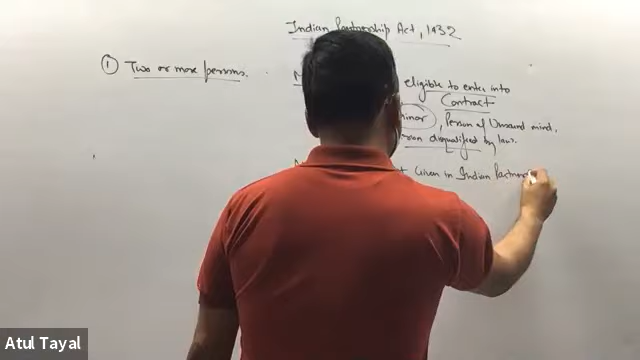 Indian Partnership Act, 1932
① Two or more persons.
eligible to enter into
Contract
minor, Person of Unsound mind,
disqualified by law.
Given in Indian Partner
Atul Tayal